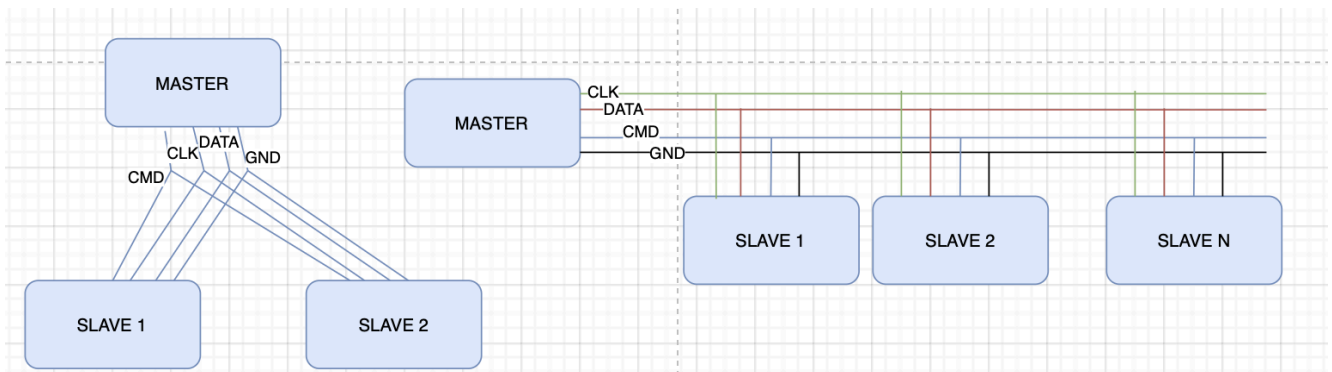 MASTER
CLK
DATA
GND
CMD
SLAVE 1
SLAVE 2
MASTER
CLK
DATA
CMD
GND
SLAVE 1
SLAVE 2
SLAVE N